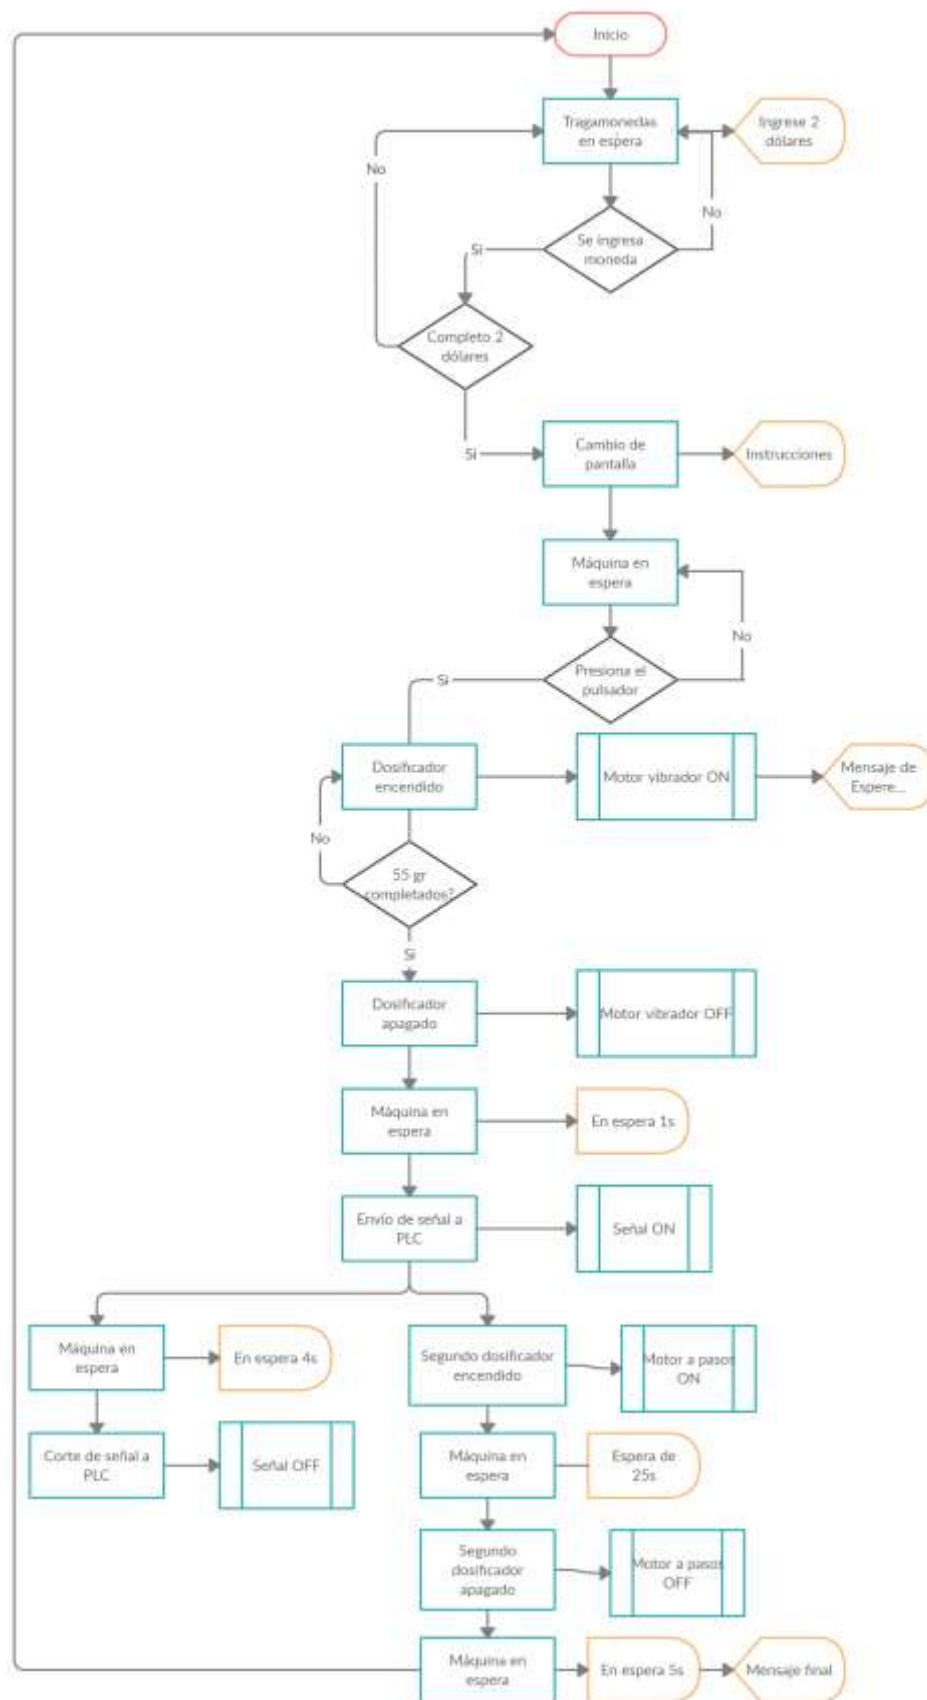 Inicio
Tragamonedas
en espera
Ingrese 2
dólares
No
No
Se ingresa
moneda
Si
Completo 2
dólares
Si
Cambio de
pantalla
Instrucciones
Máquina en
espera
No
Presiona el
pulsador
Si
Dosificador
encendido
Motor vibrador ON
Mensaje de
Espere...
No
55 gr
completados?
Si
Dosificador
apagado
Motor vibrador OFF
Máquina en
espera
En espera 1s
Envío de señal a
PLC
Señal ON
Máquina en
espera
En espera 4s
Segundo dosificador
encendido
Motor a pasos
ON
Corte de señal a
PLC
Señal OFF
Máquina en
espera
Espera de
25s
Segundo
dosificador
apagado
Motor a pasos
OFF
Máquina en
espera
En espera 5s
Mensaje final